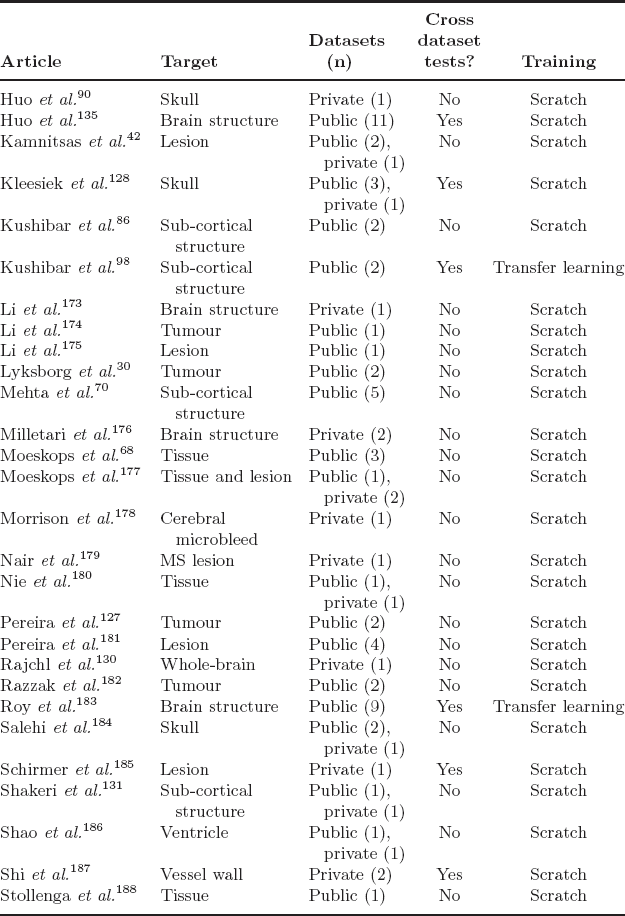 Cross
Datasets dataset
Article Target (n) tests? Training
Huo et al.90 Skull Private (1) No Scratch
Huo et al.135 Brain structure Public (11) Yes Scratch
Kamnitsas et al.42 Lesion Public (2), No Scratch
private (1)
Kleesiek et al.128 Skull Public (3), Yes Scratch
private (1)
Kushibar et al.86 Sub-cortical Public (2) No Scratch
structure
Kushibar et al.98 Sub-cortical Public (2) Yes Transfer learning
structure
Li et al.173 Brain structure Private (1) No Scratch
Li et al.174 Tumour Public (1) No Scratch
Li et al.175 Lesion Public (1) No Scratch
Lyksborg et al.30 Tumour Public (2) No Scratch
Mehta et al.70 Sub-cortical Public (5) No Scratch
structure
Milletari et al.176 Brain structure Private (2) No Scratch
Moeskops et al.68 Tissue Public (3) No Scratch
Moeskops et al.177 Tissue and lesion Public (1), No Scratch
private (2)
Morrison et al.178 Cerebral Private (1) No Scratch
microbleed
Nair et al.179 MS lesion Private (1) No Scratch
Nie et al.180 Tissue Public (1), No Scratch
private (1)
Pereira et al.127 Tumour Public (2) No Scratch
Pereira et al.181 Lesion Public (4) No Scratch
Rajchl et al.130 Whole-brain Private (1) No Scratch
Razzak et al.182 Tumour Public (2) No Scratch
Roy et al.183 Brain structure Public (9) Yes Transfer learning
Salehi et al.184 Skull Public (2), No Scratch
private (1)
Schirmer et al.185 Lesion Private (1) Yes Scratch
Shakeri et al.131 Sub-cortical Public (1), No Scratch
structure private (1)
Shao et al.186 Ventricle Public (1), No Scratch
private (1)
Shi et al.187 Vessel wall Private (2) Yes Scratch
Stollenga et al.188 Tissue Public (1) No Scratch